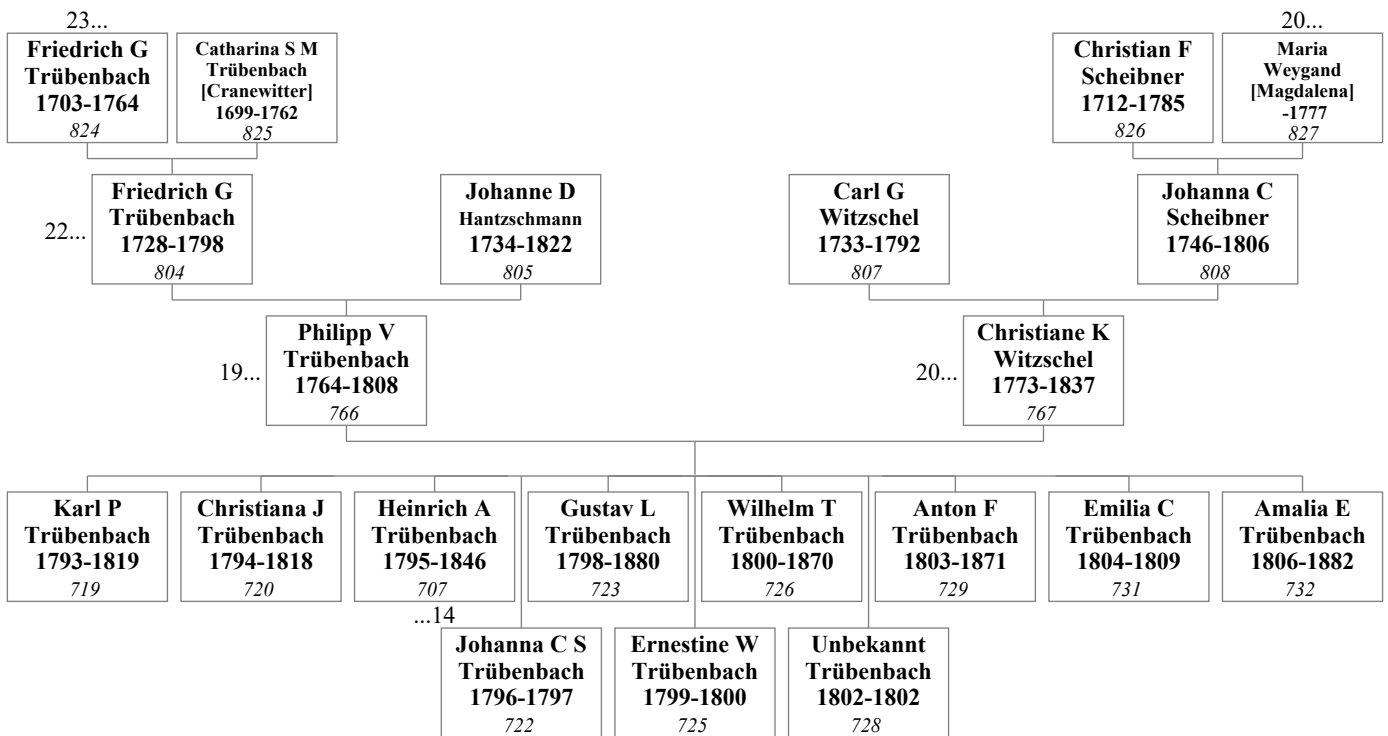 23...
Friedrich G
Trübenbach
1703-1764
824
Catharina S M
Trübenbach
[Cranewitter]
1699-1762
825
Christian F
Scheibner
1712-1785
826
20...
Maria
Weygand
[Magdalena]
-1777
827
22...
Friedrich G
Trübenbach
1728-1798
804
Johanne D
Hantzschmann
1734-1822
805
Carl G
Witzschel
1733-1792
807
Johanna C
Scheibner
1746-1806
808
19...
Philipp V
Trübenbach
1764-1808
766
20...
Christiane K
Witzschel
1773-1837
767
Karl P
Trübenbach
1793-1819
719
Christiana J
Trübenbach
1794-1818
720
Heinrich A
Trübenbach
1795-1846
707
...14
Gustav L
Trübenbach
1798-1880
723
Wilhelm T
Trübenbach
1800-1870
726
Anton F
Trübenbach
1803-1871
729
Emilia C
Trübenbach
1804-1809
731
Amalia E
Trübenbach
1806-1882
732
Johanna C S
Trübenbach
1796-1797
722
Ernestine W
Trübenbach
1799-1800
725
Unbekannt
Trübenbach
1802-1802
728